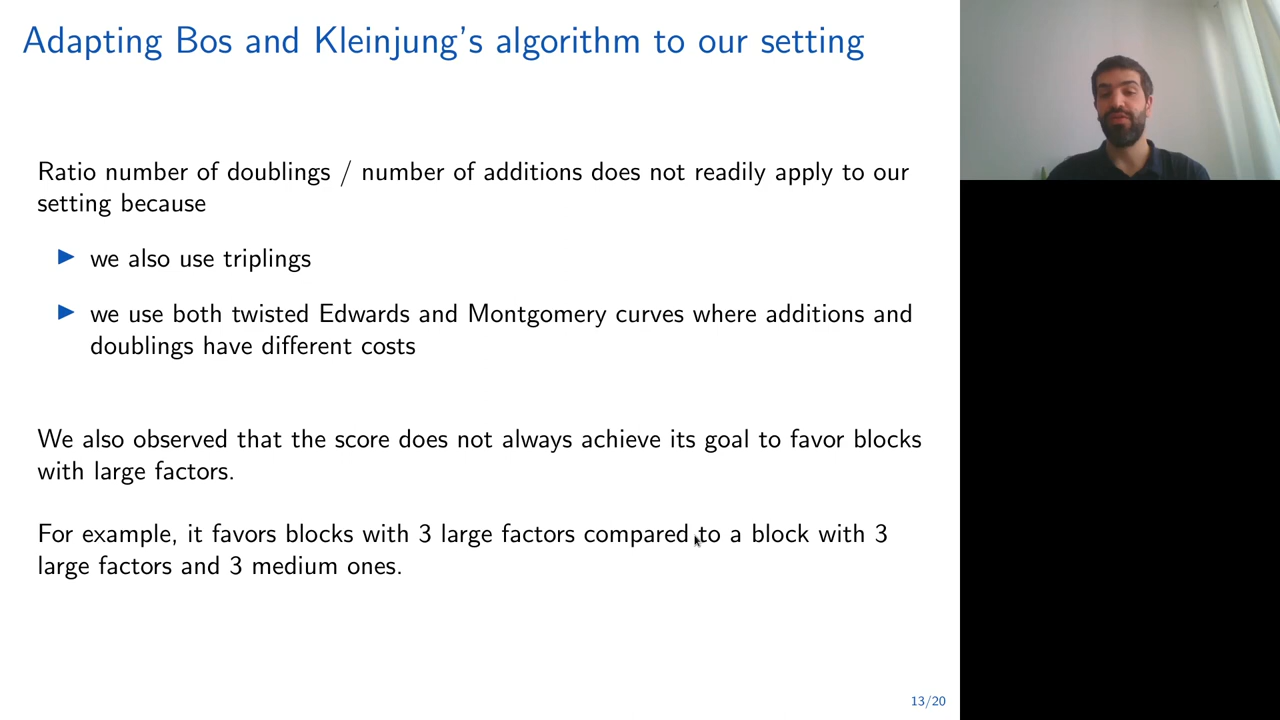 Adapting Bos and Kleinjung's algorithm to our setting
Ratio number of doublings / number of additions does not readily apply to our
setting because
we also use triplings
we use both twisted Edwards and Montgomery curves where additions and
doublings have different costs
We also observed that the score does not always achieve its goal to favor blocks
with large factors.
For example, it favors blocks with 3 large factors compared to a block with 3
large factors and 3 medium ones.
13/20